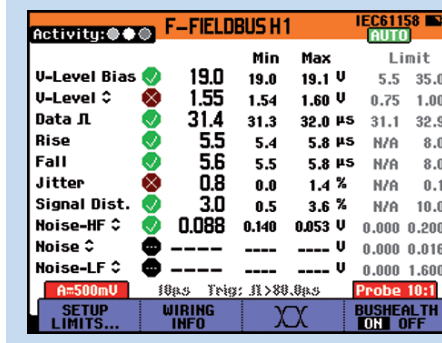 Activity: F-FIELDBUS H1 IEC61158
AUTO
Min Max Limit
V-Level Bias 19.0 19.0 19.1 V 5.5 35.0
V-Level 1.55 1.54 1.60 V 0.75 1.00
Data 31.4 31.3 32.0 µs 31.1 32.9
Rise 5.5 5.4 5.8 µs N/A 8.0
Fall 5.6 5.5 5.8 µs N/A 8.0
Jitter 0.8 0.0 1.4 % N/A 0.1
Signal Dist. 3.0 0.5 3.6 % N/A 10.0
Noise-HF 0.088 0.140 0.053 V 0.000 0.200
Noise ---- ---- ---- V 0.000 0.016
Noise-LF ---- ---- ---- V 0.000 1.600
A=500mV 10µs Trig: >80.0µs Probe 10:1
SETUP LIMITS... WIRING INFO BUSHEALTH
ON OFF